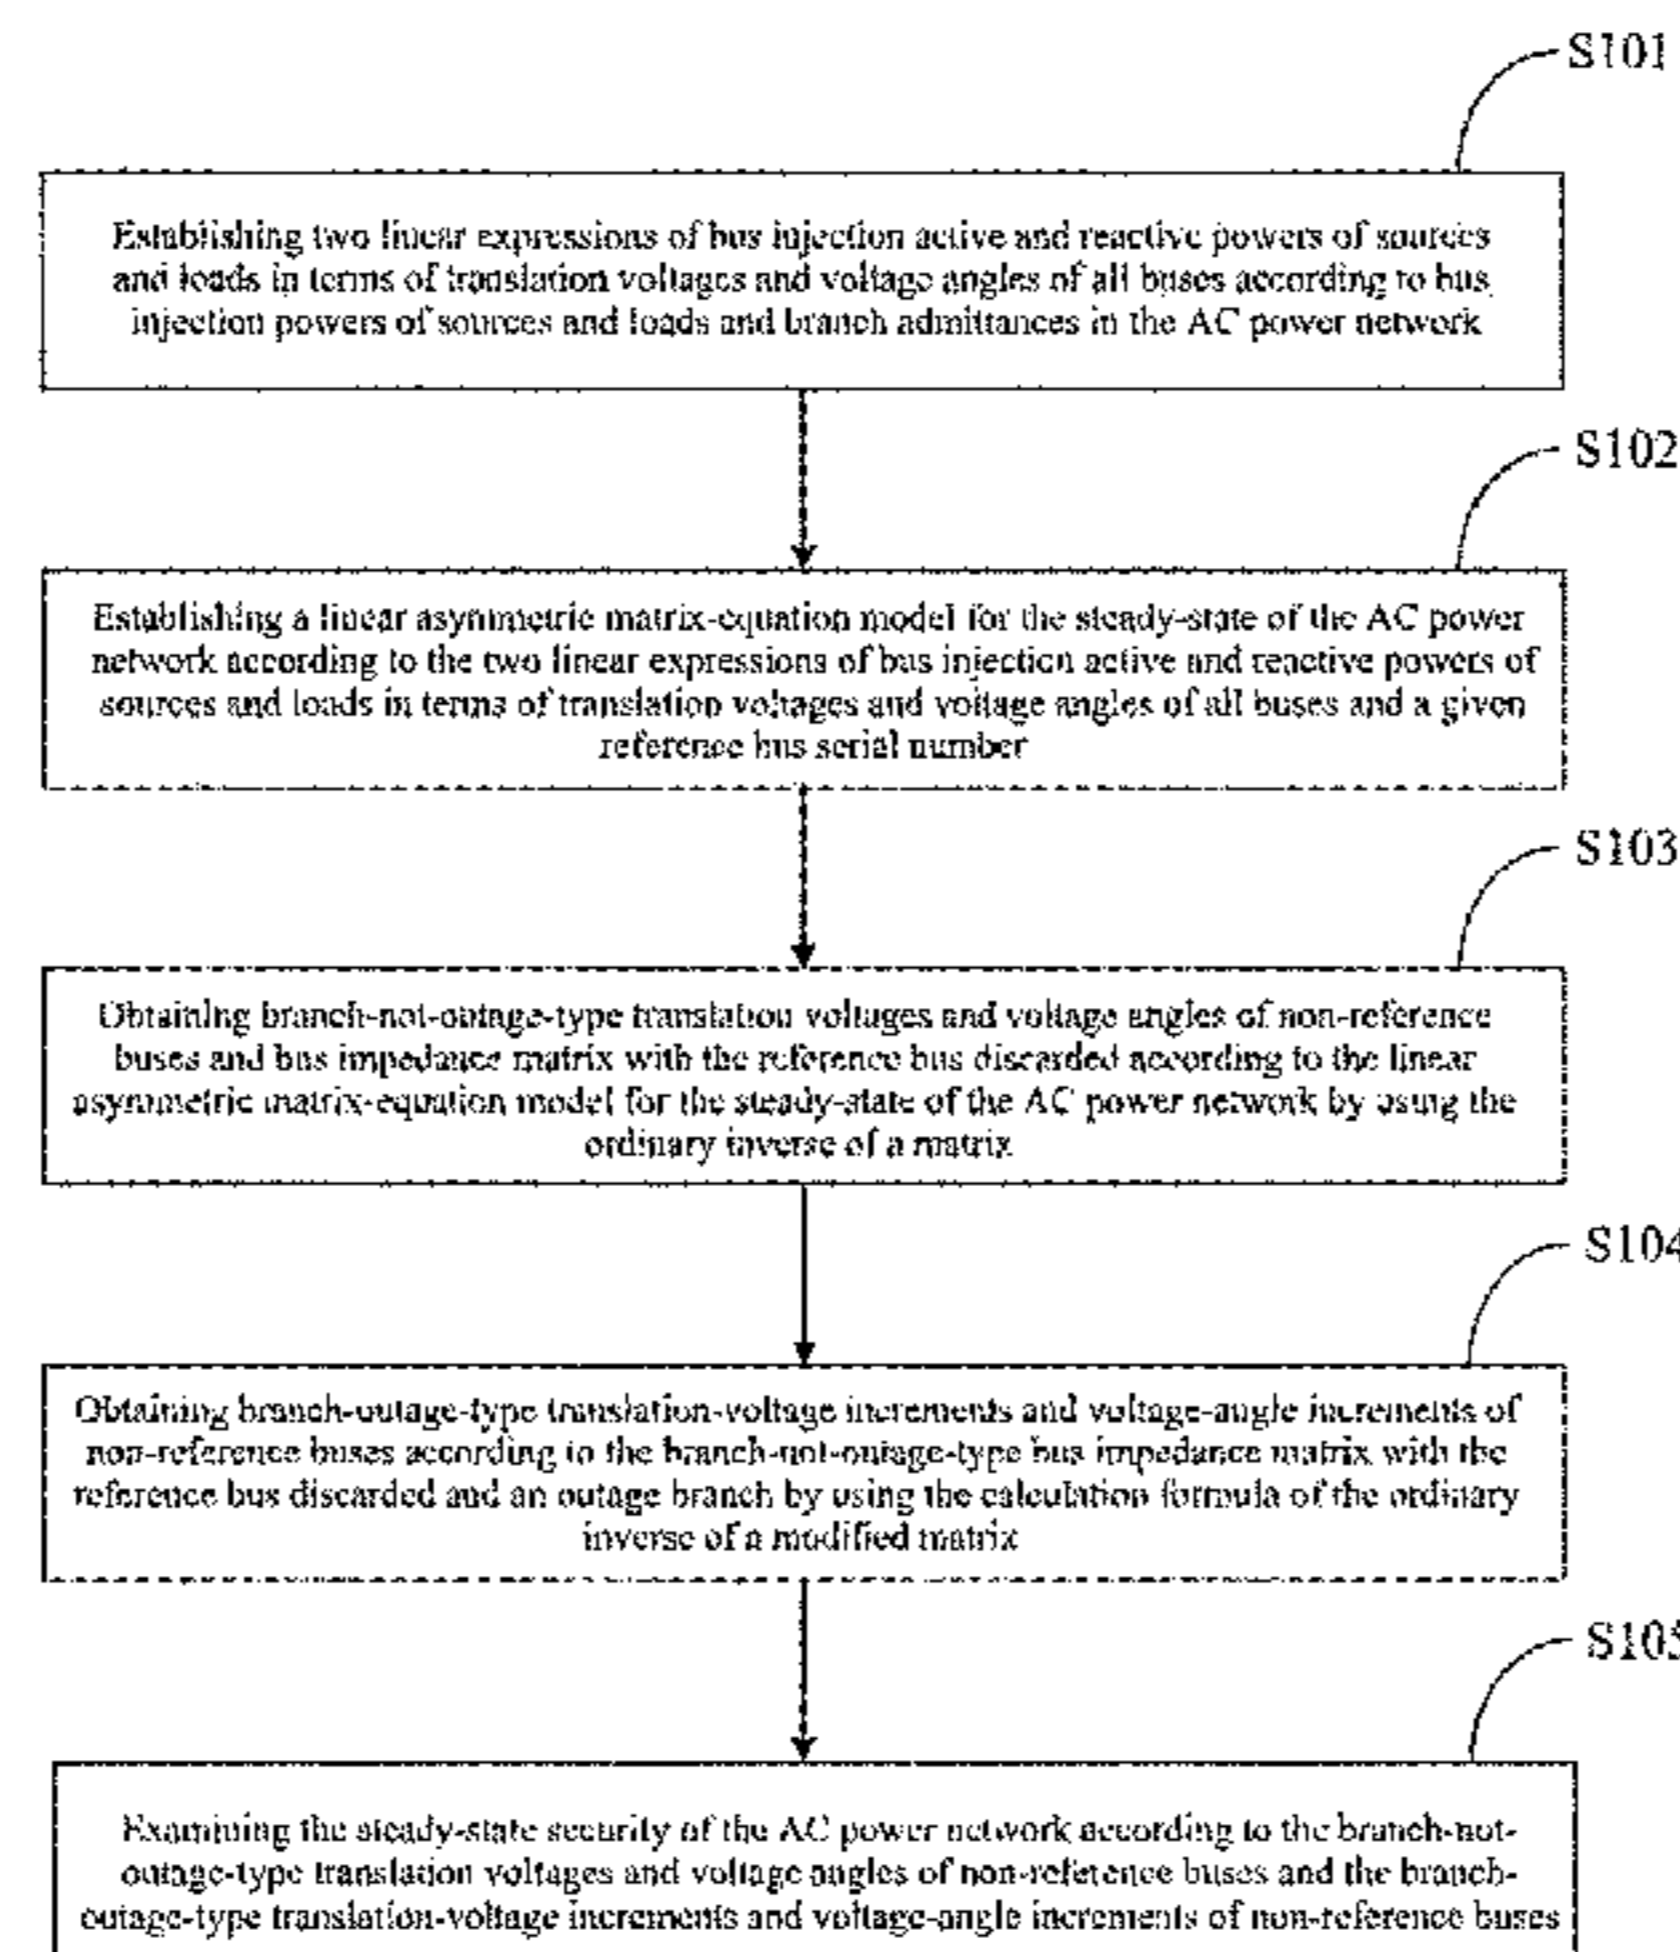 S101
Establishing two linear expressions of bus injection active and reactive powers of sources
and loads in terms of translation voltages and voltage angles of all buses according to bus
injection powers of sources and loads and branch admittances in the AC power network
S102
Establishing a linear asymmetric matrix-equation model for the steady-state of the AC power
network according to the two linear expressions of bus injection active and reactive powers of
sources and loads in terms of translation voltages and voltage angles of all buses and a given
reference bus serial number
S103
Obtaining branch-not-outage-type translation voltages and voltage angles of non-reference
buses and bus impedance matrix with the reference bus discarded according to the linear
asymmetric matrix-equation model for the steady-state of the AC power network by using the
ordinary inverse of a matrix
S104
Obtaining branch-outage-type translation-voltage increments and voltage-angle increments of
non-reference buses according to the branch-not-outage-type bus impedance matrix with the
reference bus discarded and an outage branch by using the calculation formula of the ordinary
inverse of a modified matrix
S105
Examining the steady-state security of the AC power network according to the branch-not-
outage-type translation voltages and voltage angles of non-reference buses and the branch-
outage-type translation-voltage increments and voltage-angle increments of non-reference buses